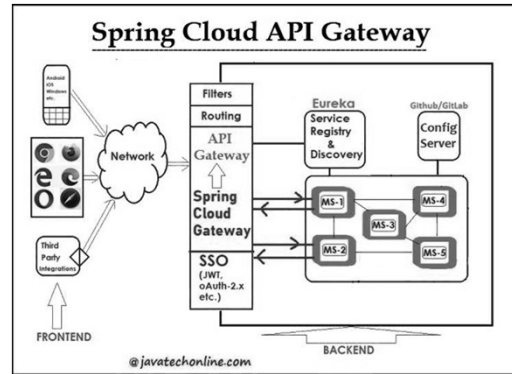 Spring Cloud API Gateway
Android
iOS
Windows
etc.
Network
Third
Party
Integrations
FRONTEND
Filters
Routing
API
Gateway
Spring
Cloud
Gateway
SSO
(JWT,
oAuth-2.x
etc.)
Eureka
Service
Registry
&
Discovery
Github/GitLab
Config
Server
MS-1
MS-4
MS-3
MS-2
MS-5
BACKEND
@javatechonline.com